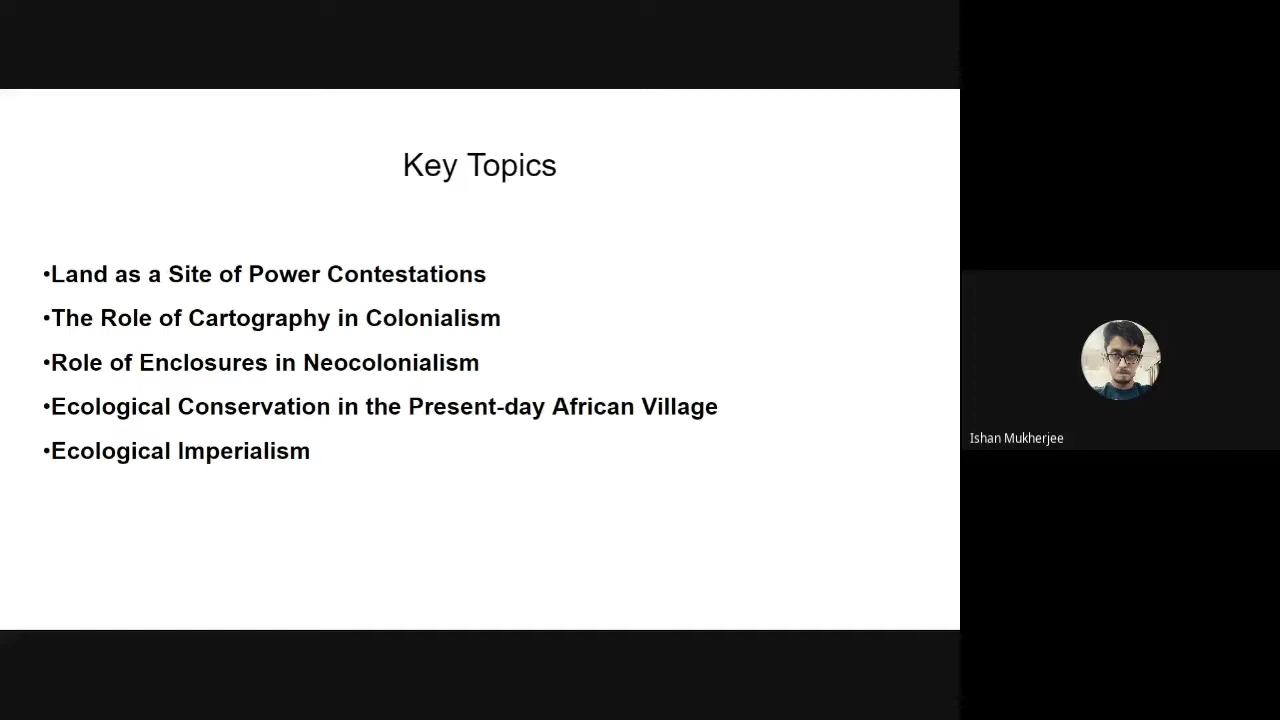 Key Topics
•Land as a Site of Power Contestations
•The Role of Cartography in Colonialism
•Role of Enclosures in Neocolonialism
•Ecological Conservation in the Present-day African Village
•Ecological Imperialism
Ishan Mukherjee